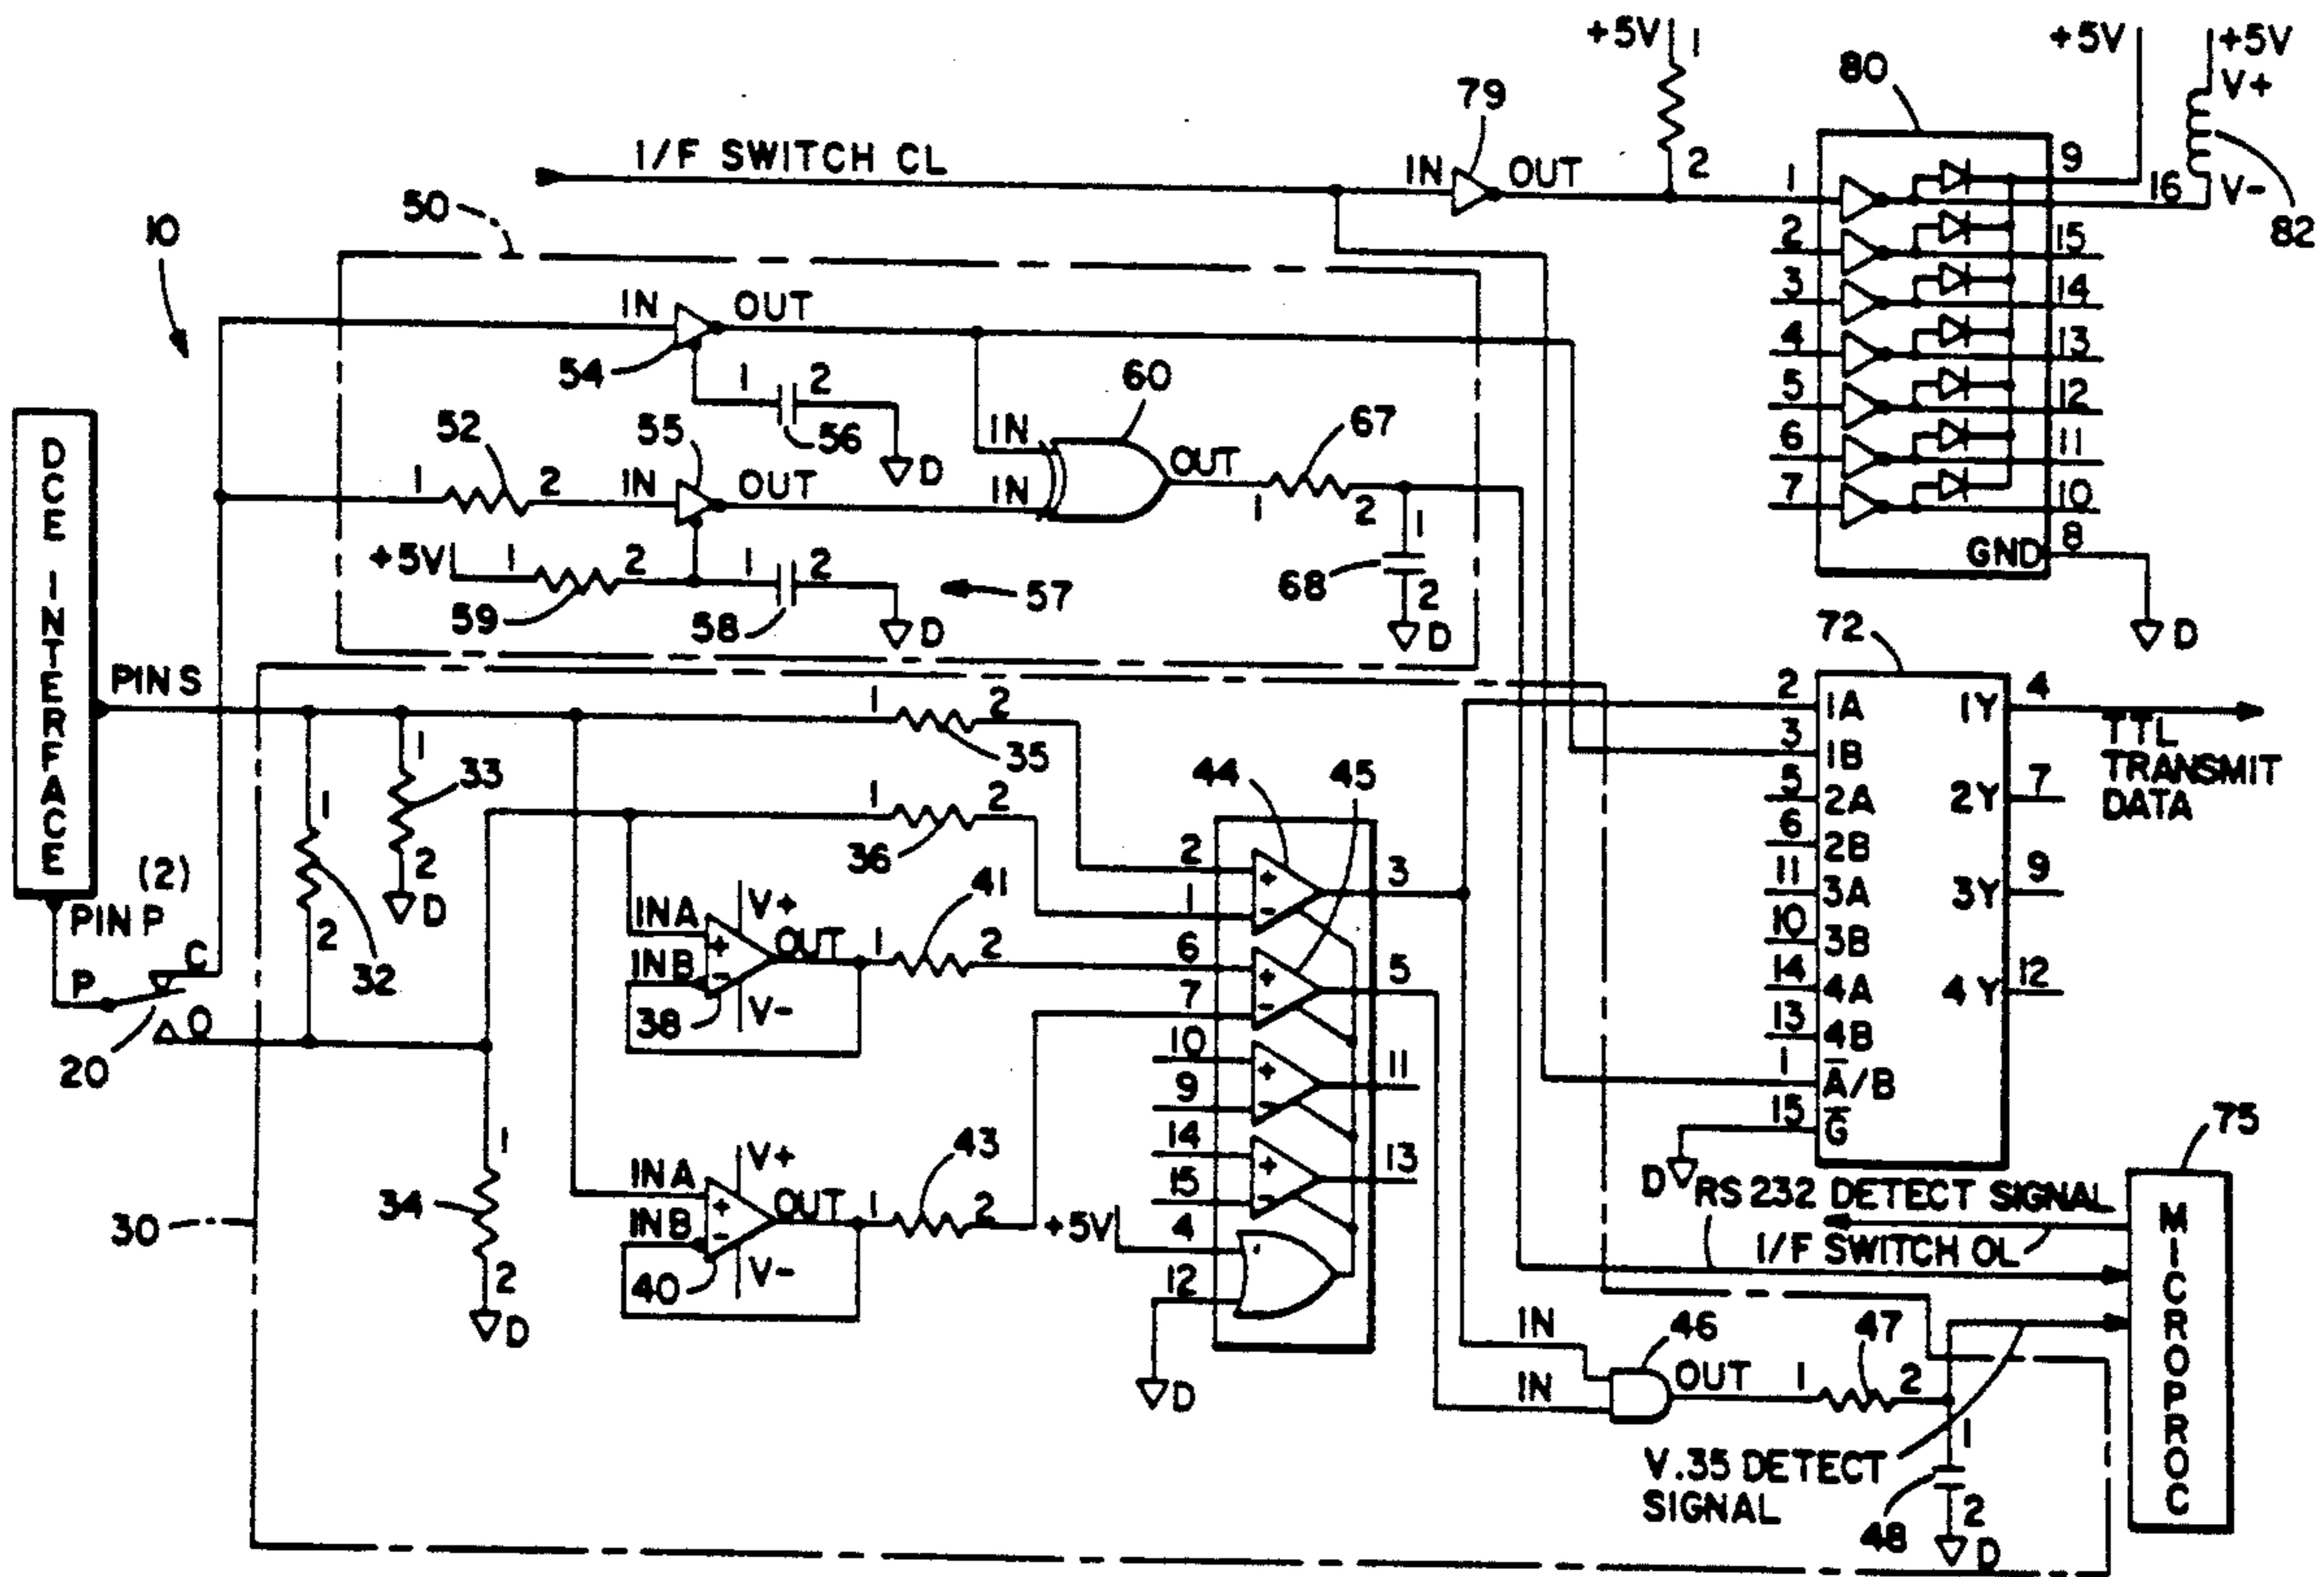 +5V
1
2
+5V
+5V
V+
V-
82
80
79
I/F SWITCH CL
IN
OUT
10
50
1
2
3
4
5
6
7
9
16
15
14
13
12
11
10
GND
8
D
IN
OUT
54
1
2
56
D
60
IN
IN
OUT
67
1
2
52
1
2
55
IN
OUT
+5V
1
2
59
1
2
58
D
57
1
68
2
D
DCE INTERFACE
PIN S
(2)
PIN P
P
C
O
20
1
2
32
1
33
2
D
1
2
35
1
2
36
INA
INB
+
-
V+
V-
OUT
38
1
2
41
INA
INB
+
-
V+
V-
OUT
40
1
2
43
1
34
2
D
30
44
45
2
1
+
-
3
6
7
+
-
5
10
9
+
-
11
14
15
+
-
13
+5V
4
12
D
72
2
1A
3
1B
5
2A
6
2B
11
3A
10
3B
14
4A
13
4B
1
A̅/B
15
G̅
D
1Y
4
2Y
7
3Y
9
4Y
12
TTL
TRANSMIT
DATA
75
RS 232 DETECT SIGNAL
I/F SWITCH OL
MICROPROC
IN
IN
46
OUT
1
47
2
V.35 DETECT
SIGNAL
1
48
2
D